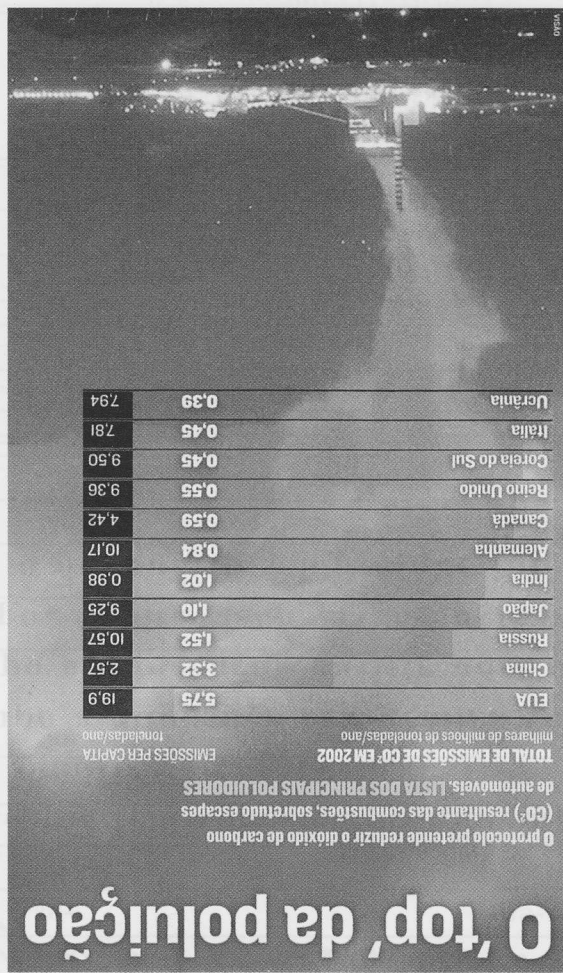 O 'top' da poluição
O protocolo pretende reduzir o dióxido de carbono
(CO²) resultante das combustões, sobretudo escapes
de automóveis. LISTA DOS PRINCIPAIS POLUIDORES
TOTAL DE EMISSÕES DE CO² EM 2002 EMISSÕES PER CAPITA
milhares de milhões de toneladas/ano toneladas/ano
EUA 5,75 19,9
China 3,32 2,57
Rússia 1,52 10,57
Japão 1,10 9,25
Índia 1,02 0,98
Alemanha 0,84 10,17
Canadá 0,59 4,42
Reino Unido 0,55 9,36
Coreia do Sul 0,45 9,50
Itália 0,45 7,81
Ucrânia 0,39 7,94
VISÃO